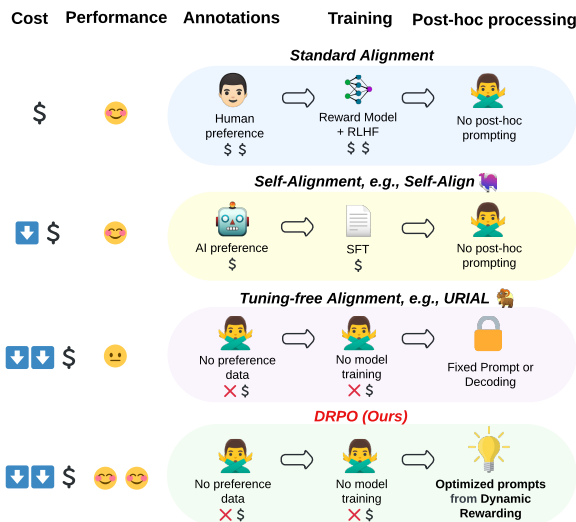 Cost Performance Annotations Training Post-hoc processing
Standard Alignment
$
Human
preference
$ $
Reward Model
+ RLHF
$ $
No post-hoc
prompting
Self-Alignment, e.g., Self-Align
$
AI preference
$
SFT
$
No post-hoc
prompting
Tuning-free Alignment, e.g., URIAL
$
No preference
data
$
No model
training
$
Fixed Prompt or
Decoding
DRPO (Ours)
$
No preference
data
$
No model
training
$
Optimized prompts
from Dynamic
Rewarding